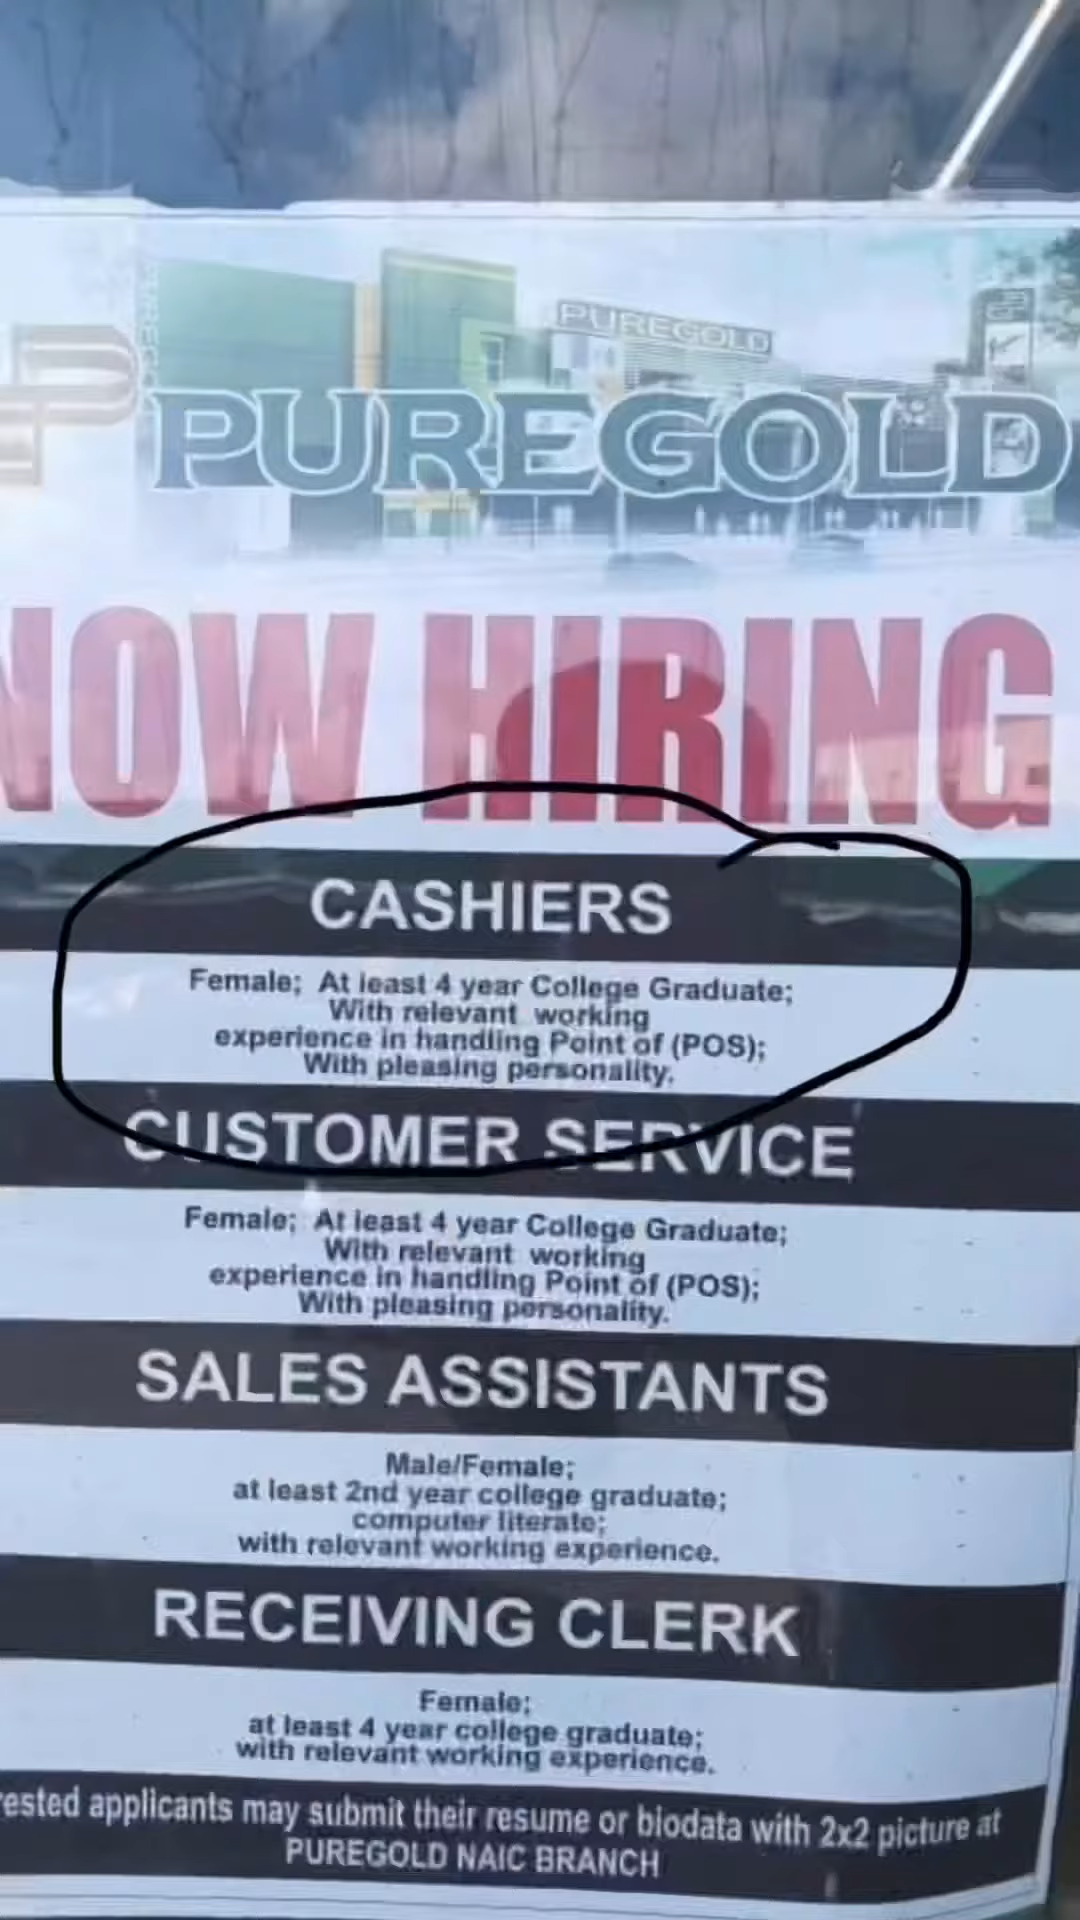 PUREGOLD
PUREGOLD
NOW HIRING
CASHIERS
Female; At least 4 year College Graduate;
With relevant working
experience in handling Point of (POS);
With pleasing personality.
CUSTOMER SERVICE
Female; At least 4 year College Graduate;
With relevant working
experience in handling Point of (POS);
With pleasing personality.
SALES ASSISTANTS
Male/Female;
at least 2nd year college graduate;
computer literate;
with relevant working experience.
RECEIVING CLERK
Female;
at least 4 year college graduate;
with relevant working experience.
rested applicants may submit their resume or biodata with 2x2 picture at
PUREGOLD NAIC BRANCH